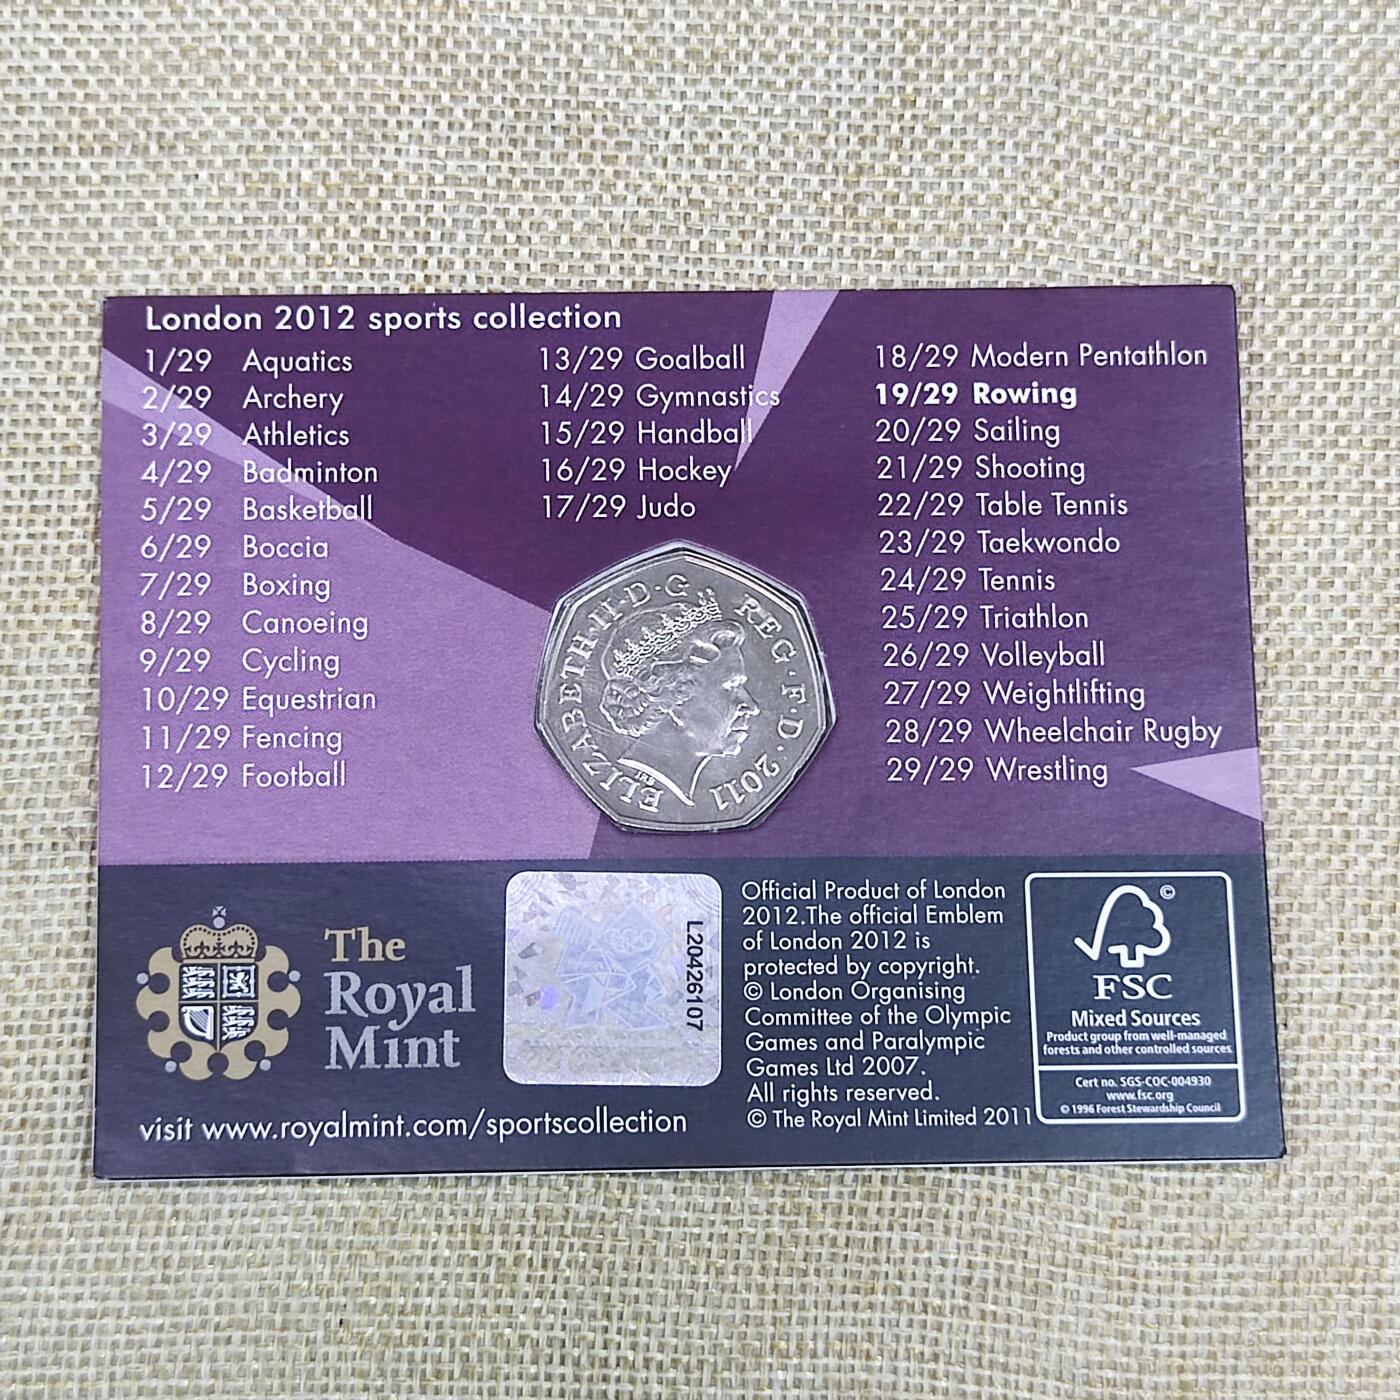 London 2012 sports collection
1/29 Aquatics
2/29 Archery
3/29 Athletics
4/29 Badminton
5/29 Basketball
6/29 Boccia
7/29 Boxing
8/29 Canoeing
9/29 Cycling
10/29 Equestrian
11/29 Fencing
12/29 Football
13/29 Goalball
14/29 Gymnastics
15/29 Handball
16/29 Hockey
17/29 Judo
18/29 Modern Pentathlon
19/29 Rowing
20/29 Sailing
21/29 Shooting
22/29 Table Tennis
23/29 Taekwondo
24/29 Tennis
25/29 Triathlon
26/29 Volleyball
27/29 Weightlifting
28/29 Wheelchair Rugby
29/29 Wrestling
ELIZABETH·II·D·G REG·F·D·2011
IRB
The
Royal
Mint
visit www.royalmint.com/sportscollection
L20426107
Official Product of London
2012.The official Emblem
of London 2012 is
protected by copyright.
© London Organising
Committee of the Olympic
Games and Paralympic
Games Ltd 2007.
All rights reserved.
© The Royal Mint Limited 2011
©
FSC
Mixed Sources
Product group from well-managed
forests and other controlled sources
Cert no. SGS-COC-004930
www.fsc.org
© 1996 Forest Stewardship Council